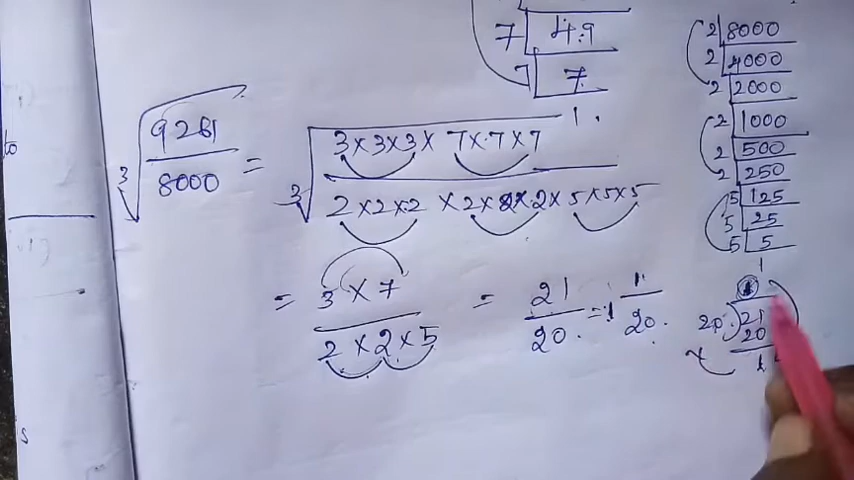 7 | 49
7 | 7
1.
∛(9261/8000) = ∛((3×3×3× 7×7×7)/(2×2×2 ×2×2×2× 5×5×5))
= (3×7)/(2×2×5) = 21/20. = 1 1/20.
2 | 8000
2 | 4000
2 | 2000
2 | 1000
2 | 500
2 | 250
5 | 125
5 | 25
5 | 5
1
1
20.) 21
20
1